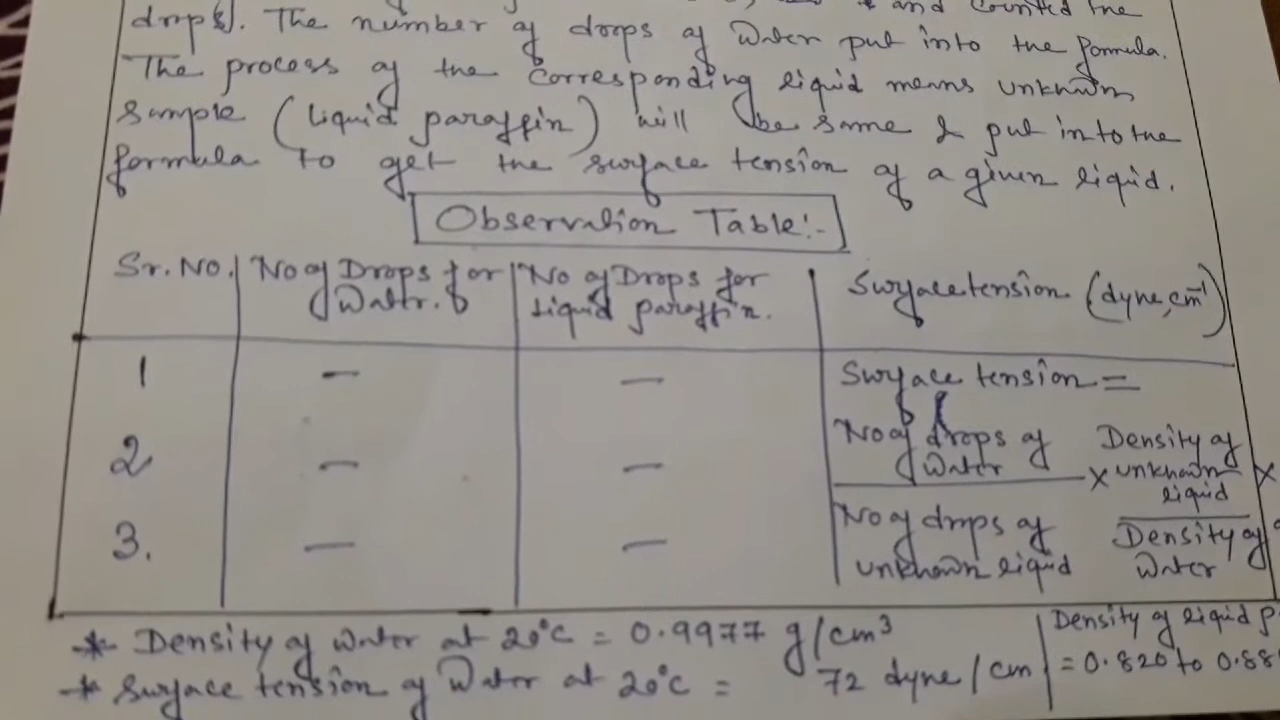 drops). The number of drops of water put into the formula.
and counted the
The process of the corresponding liquid means unknown
sample (liquid paraffin) will be same & put into the
formula to get the surface tension of a given liquid.
Observation Table:-
Sr. No. | No of Drops for Water. | No of Drops for Liquid paraffin. | Surface tension (dyne, cm⁻¹)
1 — — Surface tension =
2 — — No of drops of Water × Density of unknown liquid ×
3. — — No of drops of unknown liquid Density of Water
* Density of water at 20°C = 0.9977 g/cm³
* Surface tension of Water at 20°C = 72 dyne/cm
Density of liquid p
= 0.820 to 0.88